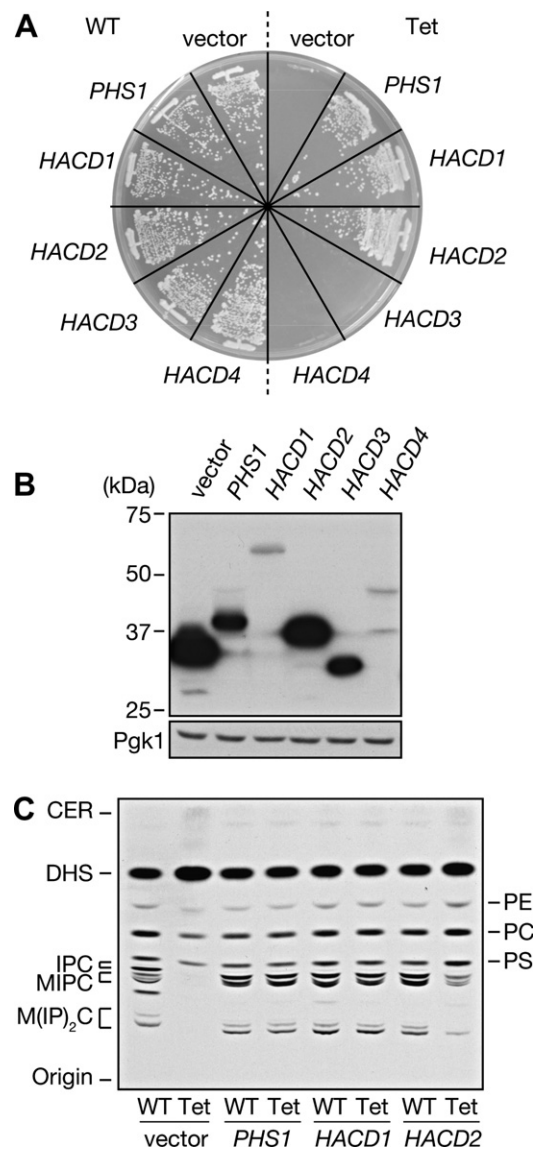 A
WT vector vector Tet
PHS1 PHS1
HACD1 HACD1
HACD2 HACD2
HACD3 HACD3
HACD4 HACD4
B
(kDa) vector PHS1 HACD1 HACD2 HACD3 HACD4
75
50
37
25
Pgk1
C
CER
DHS
PE
PC
IPC PS
MIPC
M(IP)₂C
Origin
WT Tet WT Tet WT Tet WT Tet
vector PHS1 HACD1 HACD2